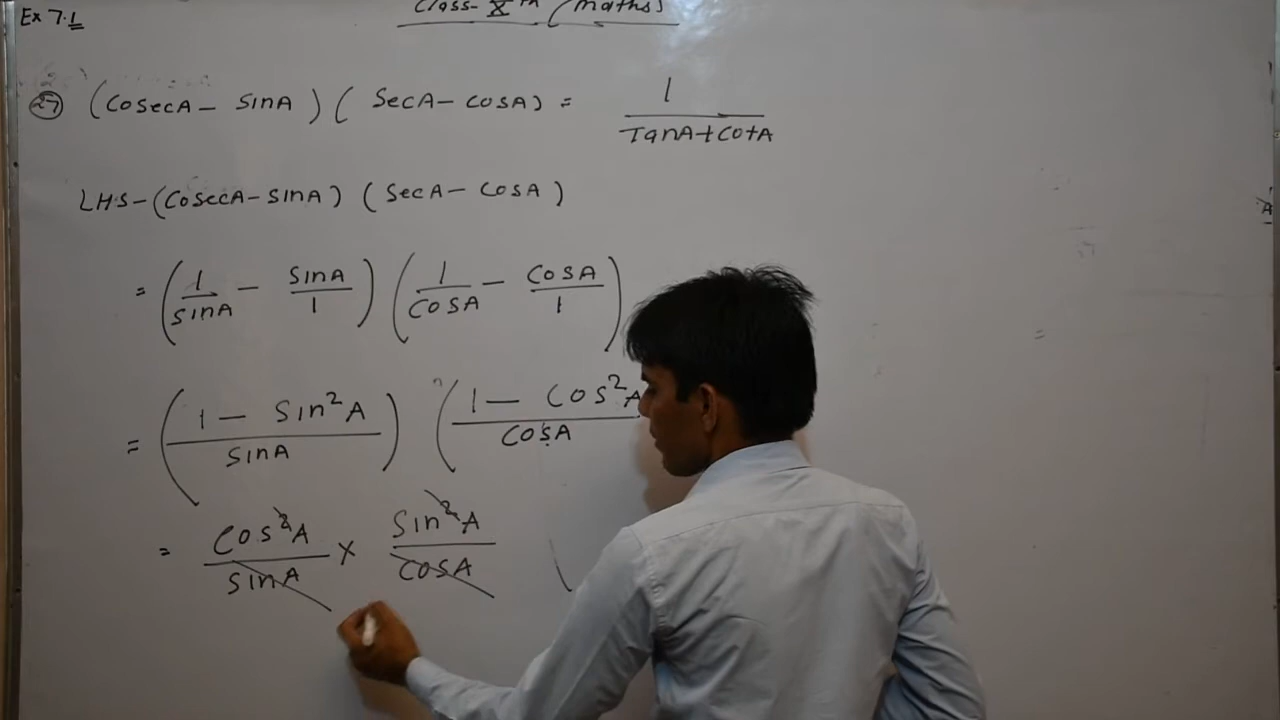 Ex 7.1
Class-Xth (Maths)
27 (CosecA - SinA) (SecA - CosA) = 1 / TanA + CotA
LHS - (CosecA - SinA) (SecA - CosA)
= (1/SinA - SinA/1) (1/CosA - CosA/1)
= (1 - Sin²A / SinA) (1 - Cos²A / CosA
= Cos²A / SinA × Sin²A / CosA